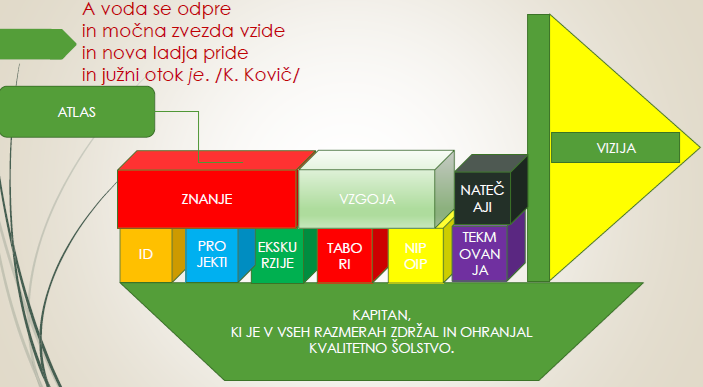 A voda se odpre
in močna zvezda vzide
in nova ladja pride
in južni otok je. /K. Kovič/
ATLAS
VIZIJA
ZNANJE
VZGOJA
NATEČ
AJI
ID
PRO
JEKTI
EKSKU
RZIJE
TABO
RI
NIP
OIP
TEKM
OVAN
JA
KAPITAN,
KI JE V VSEH RAZMERAH ZDRŽAL IN OHRANJAL
KVALITETNO ŠOLSTVO.